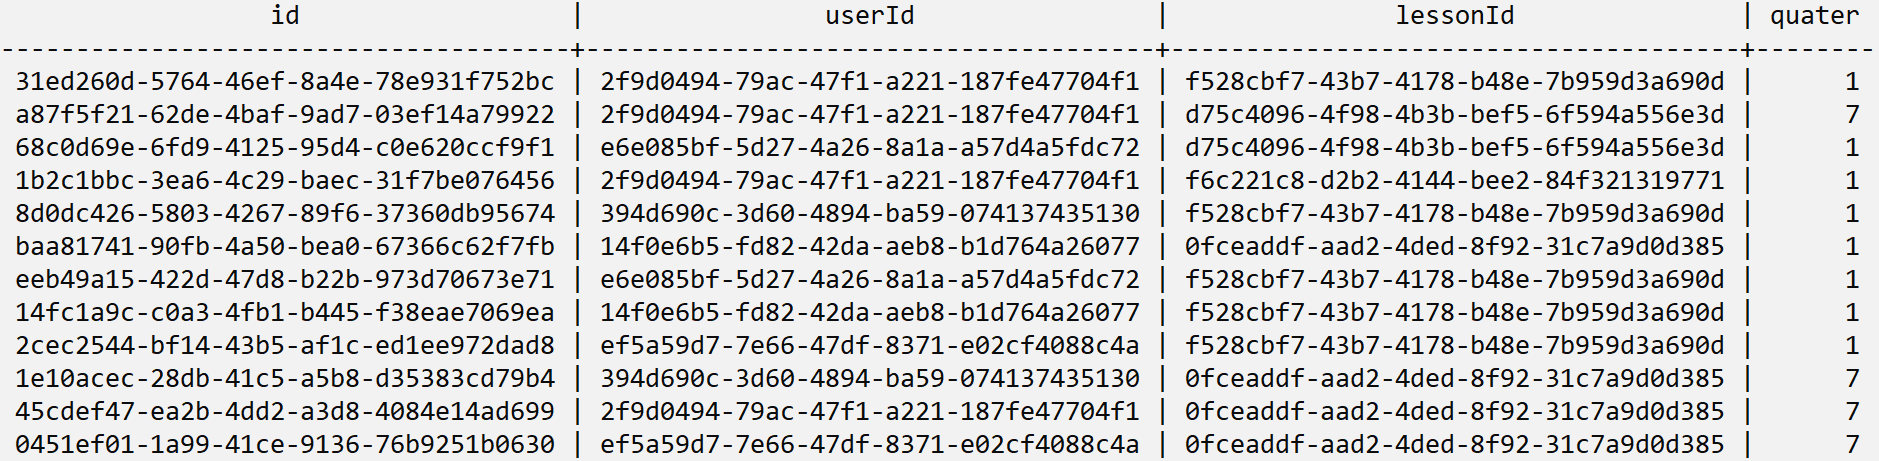 id | userId | lessonId | quater
--------------------------------------+--------------------------------------+--------------------------------------+--------
31ed260d-5764-46ef-8a4e-78e931f752bc | 2f9d0494-79ac-47f1-a221-187fe47704f1 | f528cbf7-43b7-4178-b48e-7b959d3a690d | 1
a87f5f21-62de-4baf-9ad7-03ef14a79922 | 2f9d0494-79ac-47f1-a221-187fe47704f1 | d75c4096-4f98-4b3b-bef5-6f594a556e3d | 7
68c0d69e-6fd9-4125-95d4-c0e620ccf9f1 | e6e085bf-5d27-4a26-8a1a-a57d4a5fdc72 | d75c4096-4f98-4b3b-bef5-6f594a556e3d | 1
1b2c1bbc-3ea6-4c29-baec-31f7be076456 | 2f9d0494-79ac-47f1-a221-187fe47704f1 | f6c221c8-d2b2-4144-bee2-84f321319771 | 1
8d0dc426-5803-4267-89f6-37360db95674 | 394d690c-3d60-4894-ba59-074137435130 | f528cbf7-43b7-4178-b48e-7b959d3a690d | 1
baa81741-90fb-4a50-bea0-67366c62f7fb | 14f0e6b5-fd82-42da-aeb8-b1d764a26077 | 0fceaddf-aad2-4ded-8f92-31c7a9d0d385 | 1
eeb49a15-422d-47d8-b22b-973d70673e71 | e6e085bf-5d27-4a26-8a1a-a57d4a5fdc72 | f528cbf7-43b7-4178-b48e-7b959d3a690d | 1
14fc1a9c-c0a3-4fb1-b445-f38eae7069ea | 14f0e6b5-fd82-42da-aeb8-b1d764a26077 | f528cbf7-43b7-4178-b48e-7b959d3a690d | 1
2cec2544-bf14-43b5-af1c-ed1ee972dad8 | ef5a59d7-7e66-47df-8371-e02cf4088c4a | f528cbf7-43b7-4178-b48e-7b959d3a690d | 1
1e10acec-28db-41c5-a5b8-d35383cd79b4 | 394d690c-3d60-4894-ba59-074137435130 | 0fceaddf-aad2-4ded-8f92-31c7a9d0d385 | 7
45cdef47-ea2b-4dd2-a3d8-4084e14ad699 | 2f9d0494-79ac-47f1-a221-187fe47704f1 | 0fceaddf-aad2-4ded-8f92-31c7a9d0d385 | 7
0451ef01-1a99-41ce-9136-76b9251b0630 | ef5a59d7-7e66-47df-8371-e02cf4088c4a | 0fceaddf-aad2-4ded-8f92-31c7a9d0d385 | 7